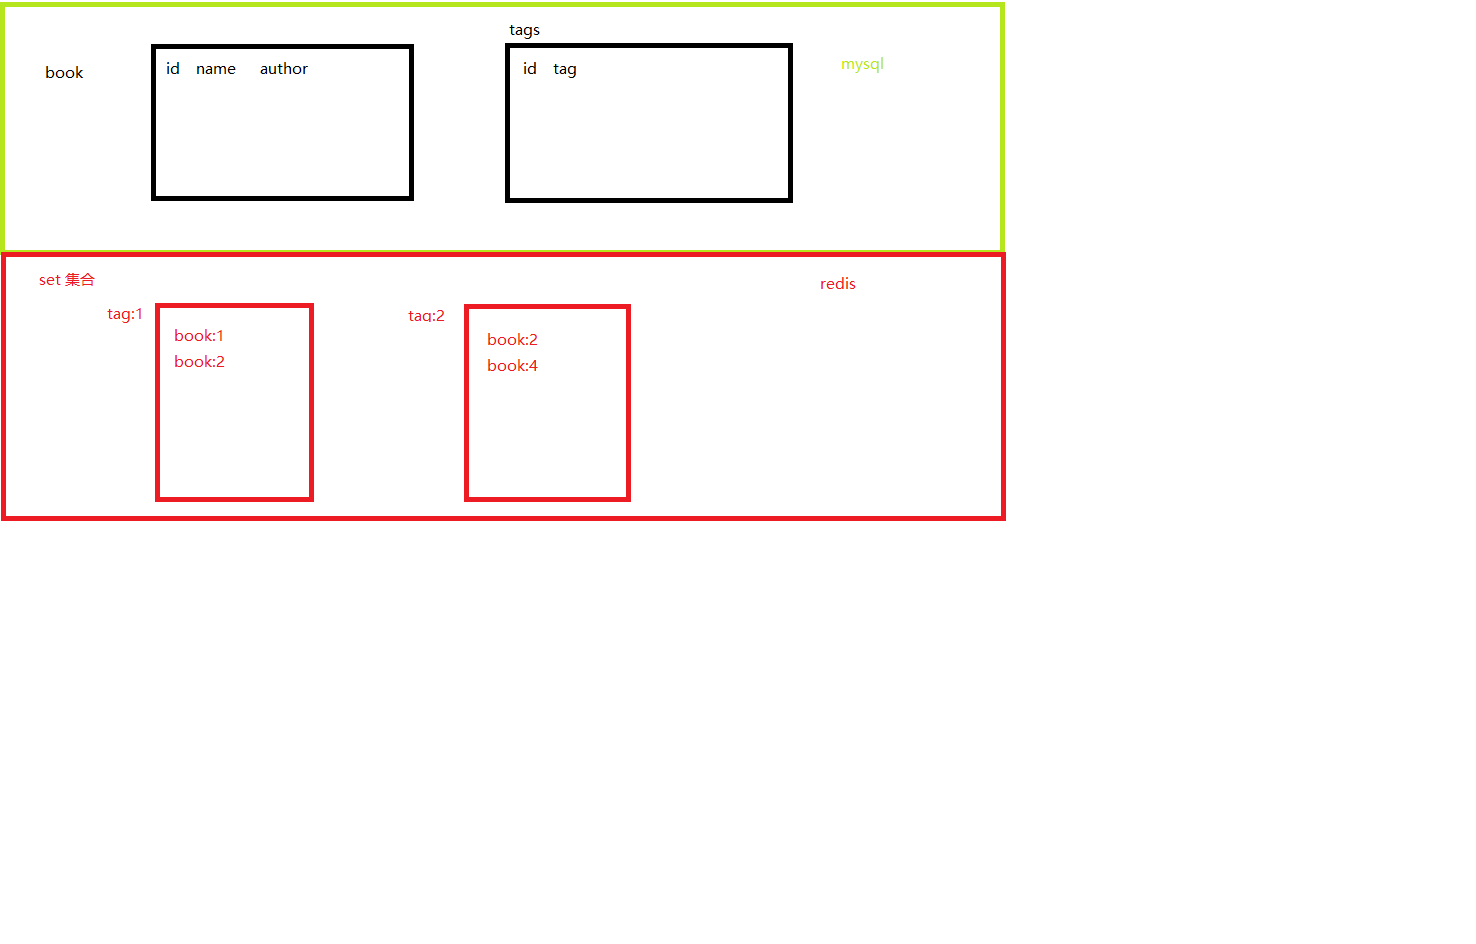 tags
book
id name author
id tag
mysql
set 集合
redis
tag:1
tag:2
book:1
book:2
book:2
book:4